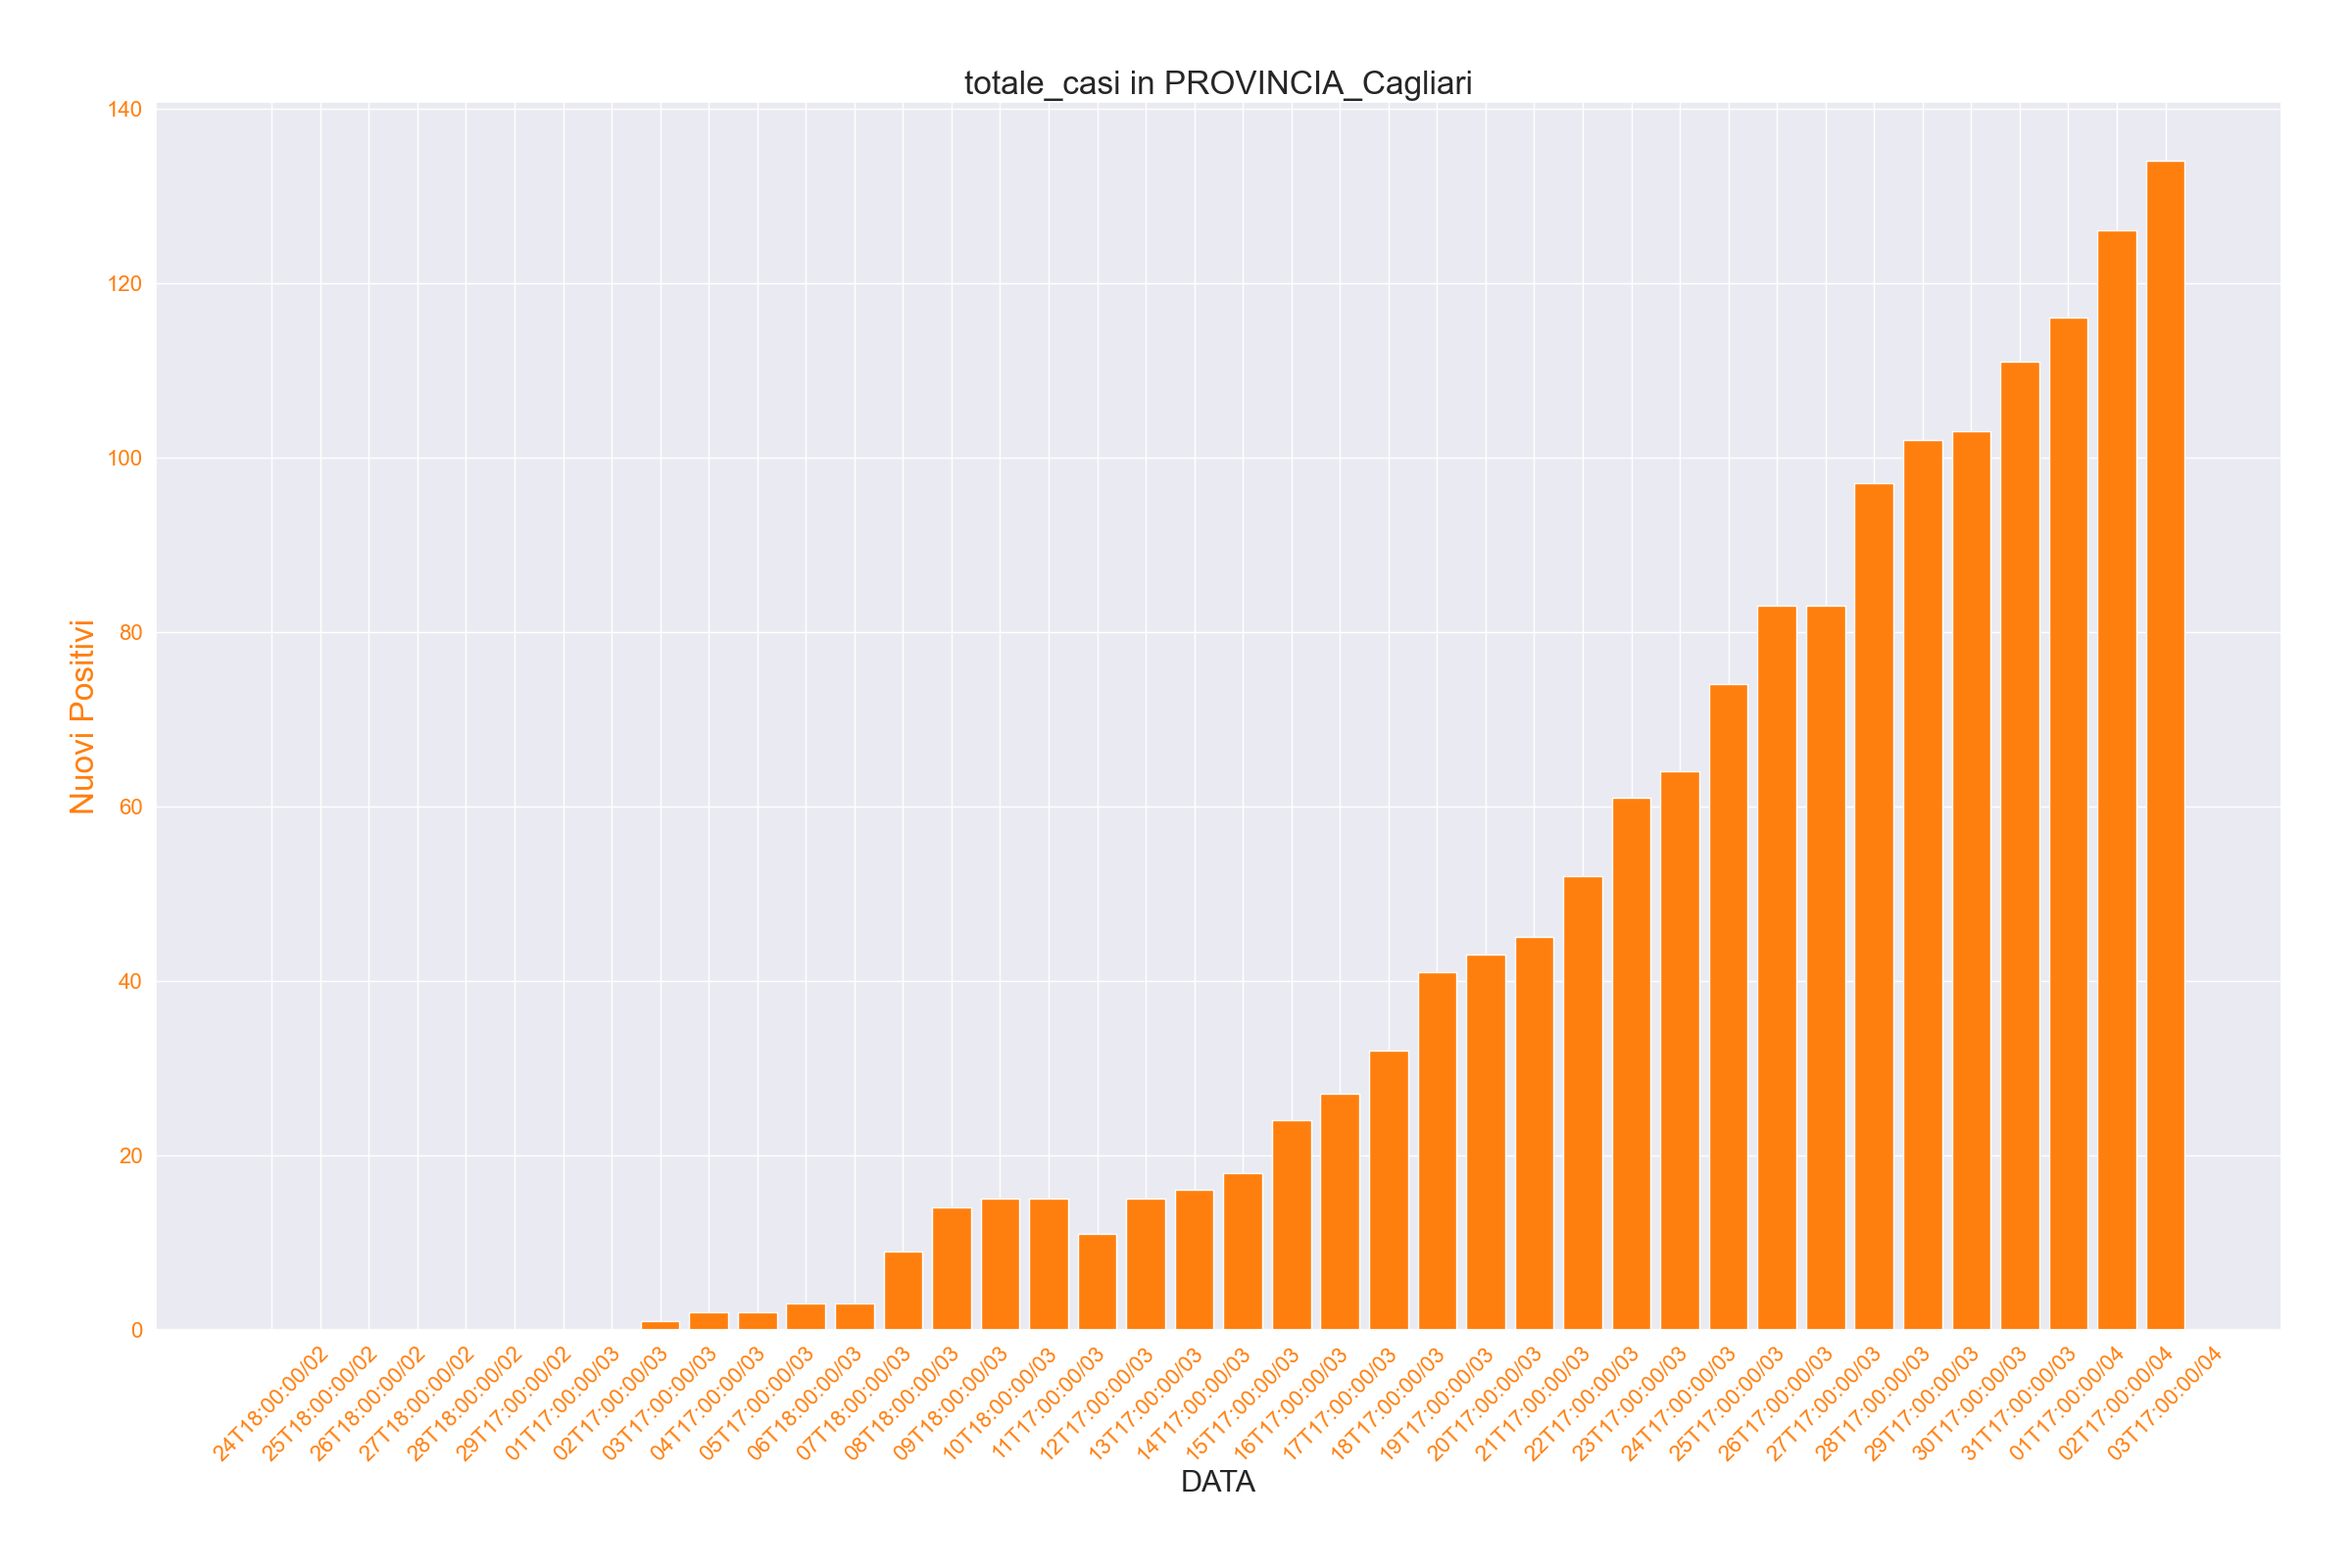 totale_casi in PROVINCIA_Cagliari
140
120
100
80
60
40
20
0
Nuovi Positivi
24T18:00:00/02
25T18:00:00/02
26T18:00:00/02
27T18:00:00/02
28T18:00:00/02
29T17:00:00/02
01T17:00:00/03
02T17:00:00/03
03T17:00:00/03
04T17:00:00/03
05T17:00:00/03
06T18:00:00/03
07T18:00:00/03
08T18:00:00/03
09T18:00:00/03
10T18:00:00/03
11T17:00:00/03
12T17:00:00/03
13T17:00:00/03
14T17:00:00/03
15T17:00:00/03
16T17:00:00/03
17T17:00:00/03
18T17:00:00/03
19T17:00:00/03
20T17:00:00/03
21T17:00:00/03
22T17:00:00/03
23T17:00:00/03
24T17:00:00/03
25T17:00:00/03
26T17:00:00/03
27T17:00:00/03
28T17:00:00/03
29T17:00:00/03
30T17:00:00/03
31T17:00:00/03
01T17:00:00/04
02T17:00:00/04
03T17:00:00/04
DATA